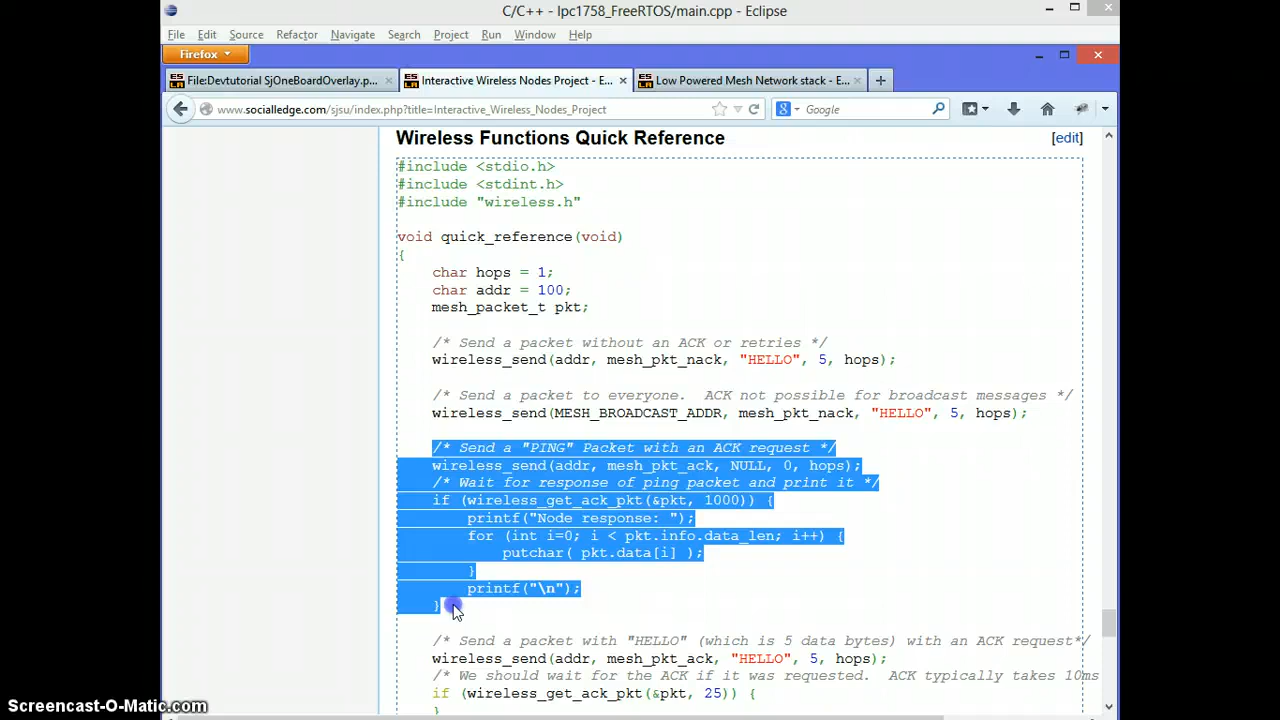 C/C++ - lpc1758_FreeRTOS/main.cpp - Eclipse
File Edit Source Refactor Navigate Search Project Run Window Help
Firefox
File:Devtutorial SjOneBoardOverlay.p... Interactive Wireless Nodes Project - E... Low Powered Mesh Network stack - E...
www.socialledge.com/sjsu/index.php?title=Interactive_Wireless_Nodes_Project Google
Wireless Functions Quick Reference [edit]
#include <stdio.h>
#include <stdint.h>
#include "wireless.h"
void quick_reference(void)
{
char hops = 1;
char addr = 100;
mesh_packet_t pkt;
/* Send a packet without an ACK or retries */
wireless_send(addr, mesh_pkt_nack, "HELLO", 5, hops);
/* Send a packet to everyone.  ACK not possible for broadcast messages */
wireless_send(MESH_BROADCAST_ADDR, mesh_pkt_nack, "HELLO", 5, hops);
/* Send a "PING" Packet with an ACK request */
wireless_send(addr, mesh_pkt_ack, NULL, 0, hops);
/* Wait for response of ping packet and print it */
if (wireless_get_ack_pkt(&pkt, 1000)) {
printf("Node response: ");
for (int i=0; i < pkt.info.data_len; i++) {
putchar( pkt.data[i] );
}
printf("\n");
}
/* Send a packet with "HELLO" (which is 5 data bytes) with an ACK request*/
wireless_send(addr, mesh_pkt_ack, "HELLO", 5, hops);
/* We should wait for the ACK if it was requested.  ACK typically takes 10ms
if (wireless_get_ack_pkt(&pkt, 25)) {
}
Screencast-O-Matic.com